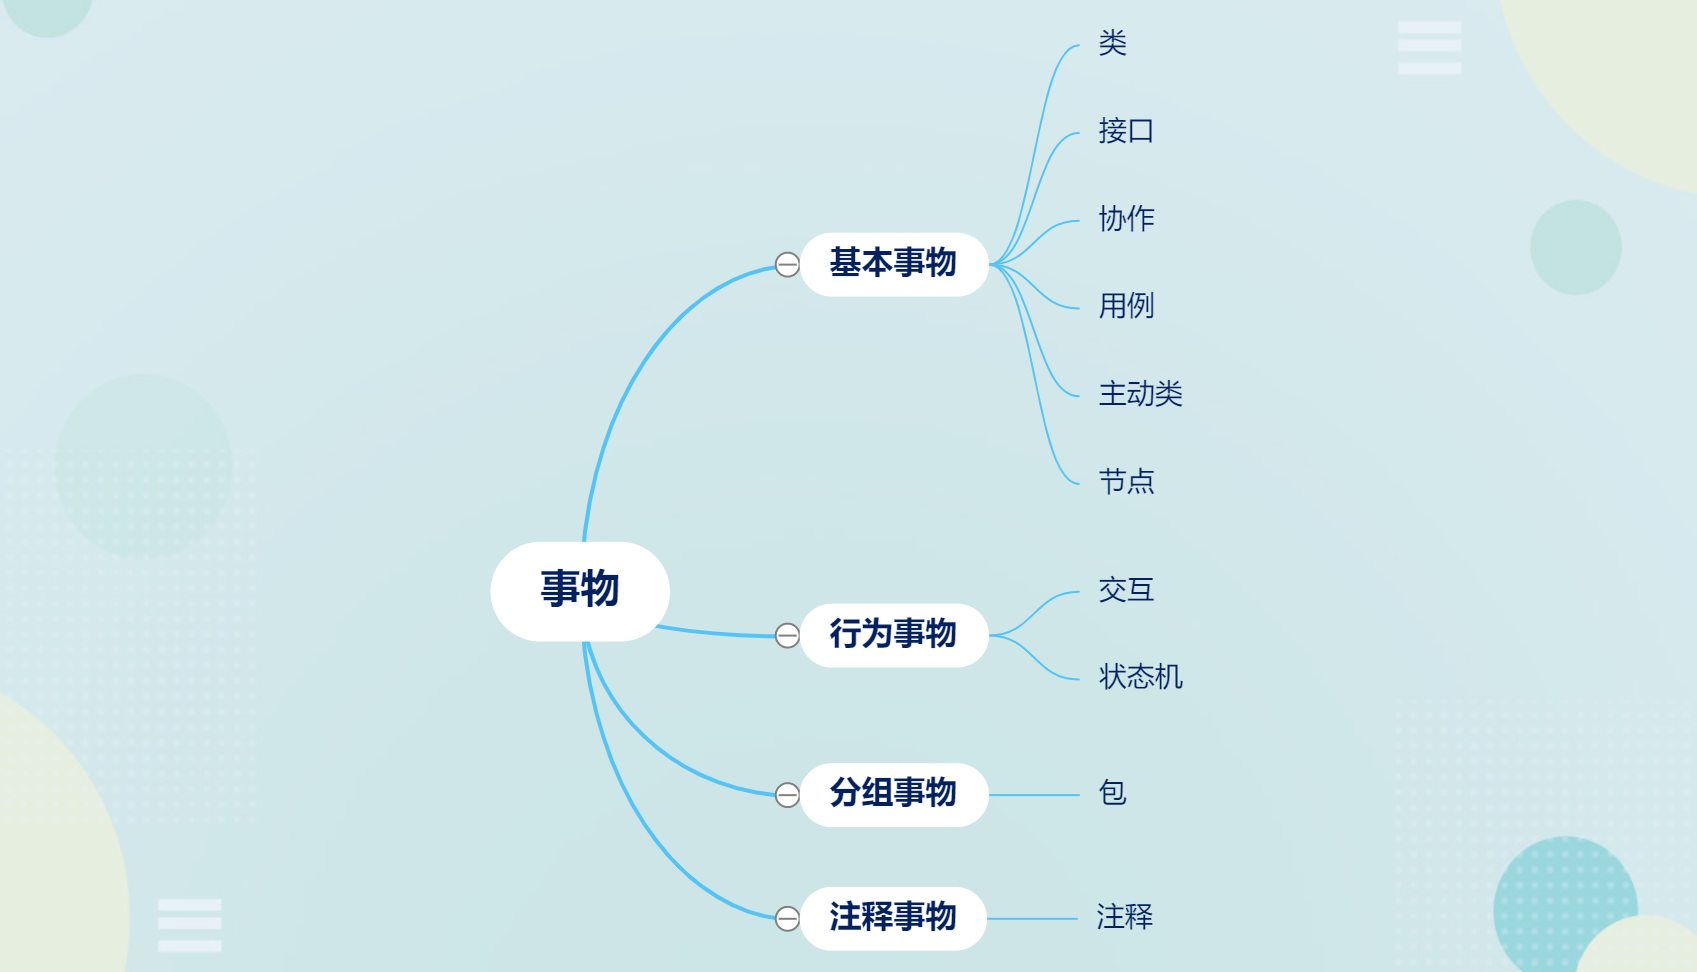 事物
基本事物
类
接口
协作
用例
主动类
节点
行为事物
交互
状态机
分组事物
包
注释事物
注释